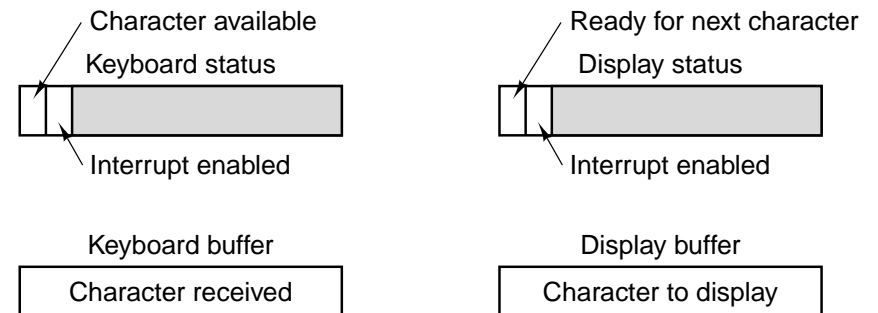 Character available
Keyboard status
Interrupt enabled
Keyboard buffer
Character received
Ready for next character
Display status
Interrupt enabled
Display buffer
Character to display